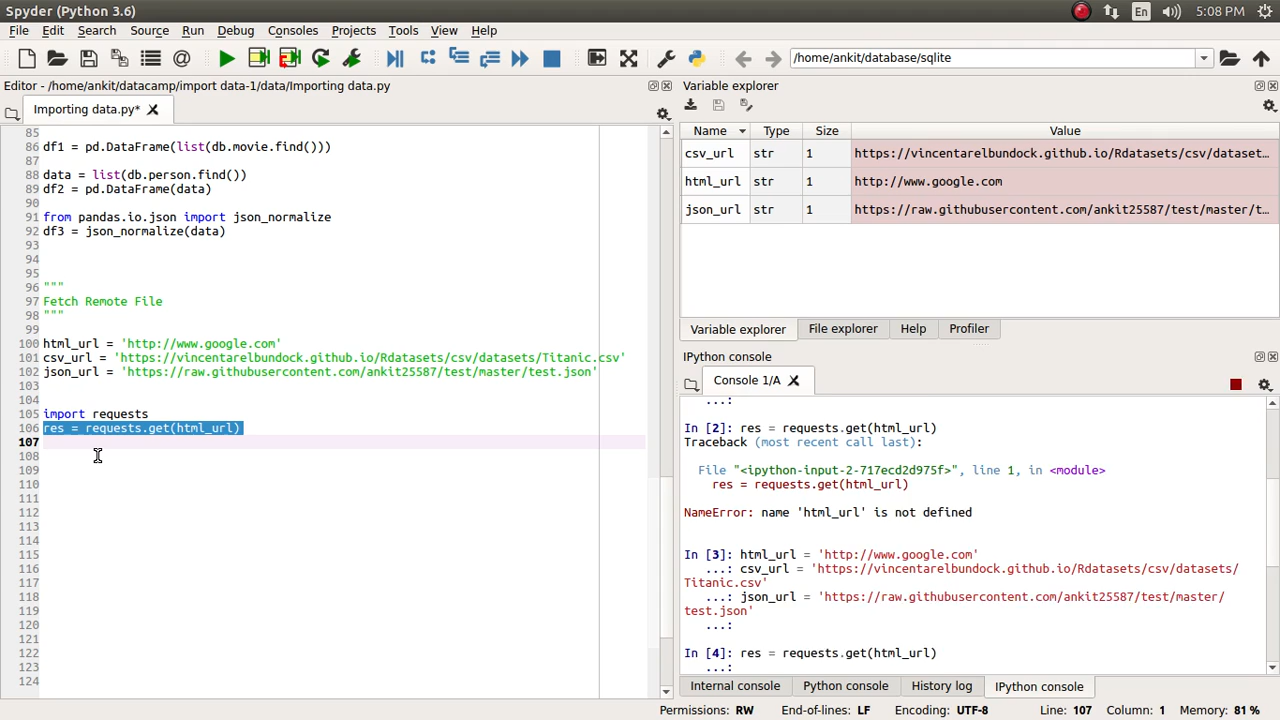 Spyder (Python 3.6)
En 5:08 PM
File Edit Search Source Run Debug Consoles Projects Tools View Help
/home/ankit/database/sqlite
Editor - /home/ankit/datacamp/import data-1/data/Importing data.py
Importing data.py*
85
86 df1 = pd.DataFrame(list(db.movie.find()))
87
88 data = list(db.person.find())
89 df2 = pd.DataFrame(data)
90
91 from pandas.io.json import json_normalize
92 df3 = json_normalize(data)
93
94
95
96 """
97 Fetch Remote File
98 """
99
100 html_url = 'http://www.google.com'
101 csv_url = 'https://vincentarelbundock.github.io/Rdatasets/csv/datasets/Titanic.csv'
102 json_url = 'https://raw.githubusercontent.com/ankit25587/test/master/test.json'
103
104
105 import requests
106 res = requests.get(html_url)
107
108
109
110
111
112
113
114
115
116
117
118
119
120
121
122
123
124
Variable explorer
Name Type Size Value
csv_url str 1 https://vincentarelbundock.github.io/Rdatasets/csv/dataset...
html_url str 1 http://www.google.com
json_url str 1 https://raw.githubusercontent.com/ankit25587/test/master/t...
Variable explorer File explorer Help Profiler
IPython console
Console 1/A
...:
In [2]: res = requests.get(html_url)
Traceback (most recent call last):
File "<ipython-input-2-717ecd2d975f>", line 1, in <module>
res = requests.get(html_url)
NameError: name 'html_url' is not defined
In [3]: html_url = 'http://www.google.com'
...: csv_url = 'https://vincentarelbundock.github.io/Rdatasets/csv/datasets/
Titanic.csv'
...: json_url = 'https://raw.githubusercontent.com/ankit25587/test/master/
test.json'
...:
In [4]: res = requests.get(html_url)
...:
Internal console Python console History log IPython console
Permissions: RW End-of-lines: LF Encoding: UTF-8 Line: 107 Column: 1 Memory: 81 %